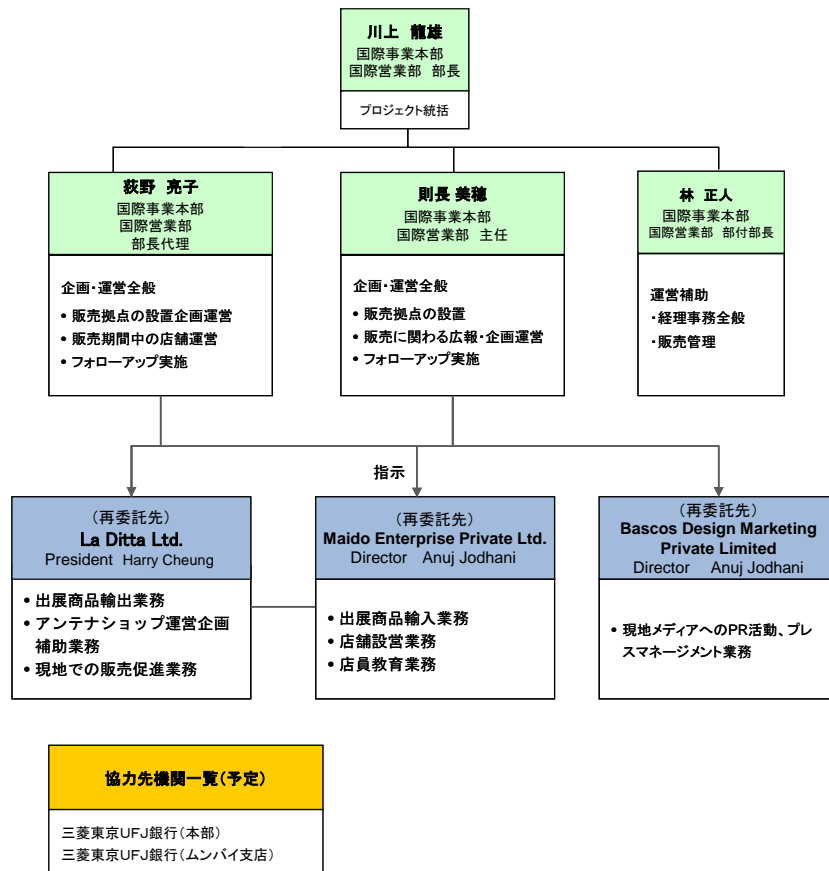 川上 龍雄
国際事業本部
国際営業部 部長
プロジェクト統括
荻野 亮子
国際事業本部
国際営業部
部長代理
企画・運営全般
• 販売拠点の設置企画運営
• 販売期間中の店舗運営
• フォローアップ実施
則長 美穂
国際事業本部
国際営業部 主任
企画・運営全般
• 販売拠点の設置
• 販売に関わる広報・企画運営
• フォローアップ実施
林 正人
国際事業本部
国際営業部 部付部長
運営補助
・経理事務全般
・販売管理
指示
(再委託先)
La Ditta Ltd.
President Harry Cheung
• 出展商品輸出業務
• アンテナショップ運営企画
補助業務
• 現地での販売促進業務
(再委託先)
Maido Enterprise Private Ltd.
Director Anuj Jodhani
• 出展商品輸入業務
• 店舗設営業務
• 店員教育業務
(再委託先)
Bascos Design Marketing
Private Limited
Director Anuj Jodhani
• 現地メディアへのPR活動、プレ
スマネージメント業務
協力先機関一覧(予定)
三菱東京UFJ銀行(本部)
三菱東京UFJ銀行(ムンバイ支店)